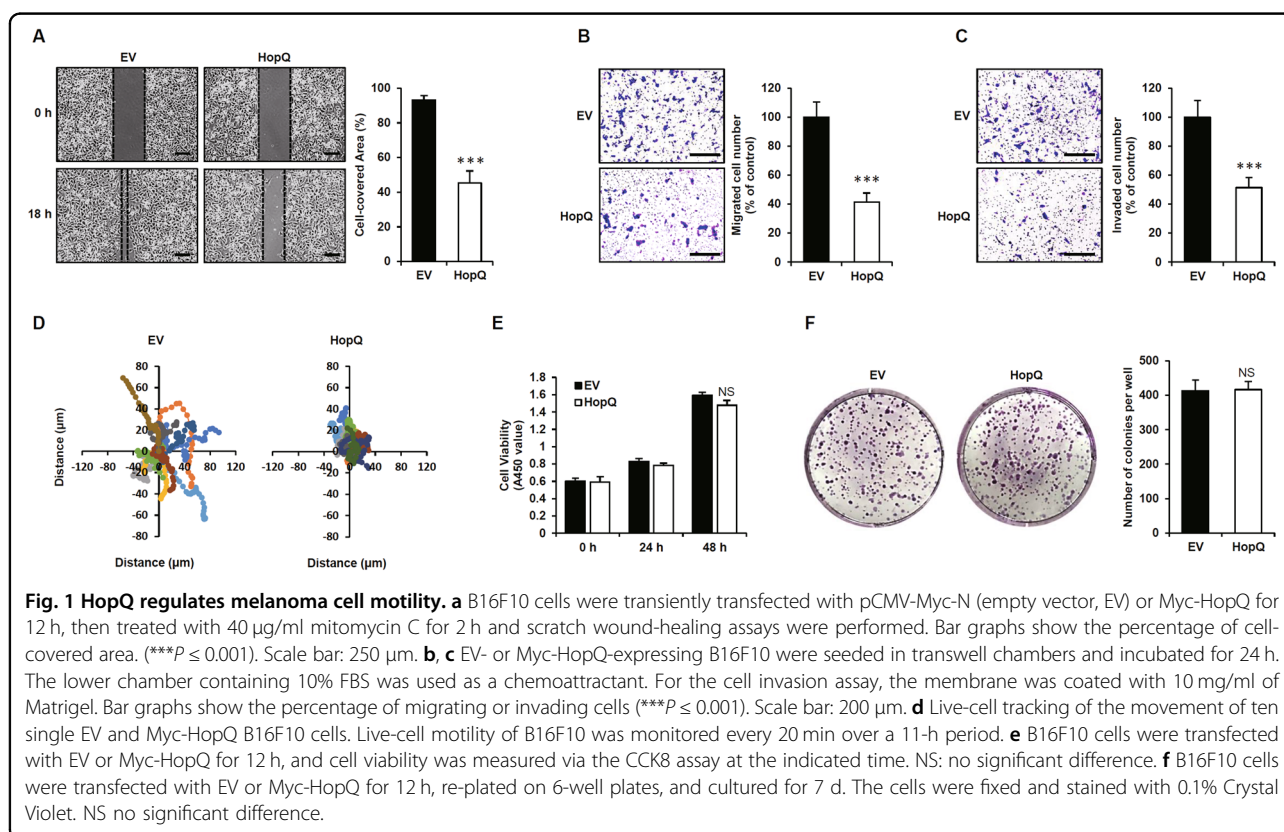 A
EV
HopQ
0 h
18 h
Cell-covered Area (%)
100
80
60
40
20
0
***
EV
HopQ
B
EV
HopQ
Migrated cell number
(% of control)
120
100
80
60
40
20
0
***
EV
HopQ
C
EV
HopQ
Invaded cell number
(% of control)
120
100
80
60
40
20
0
***
EV
HopQ
D
EV
Distance (µm)
80
60
40
20
0
-20
-40
-60
-80
-120 -80 -40 0 40 80 120
Distance (µm)
HopQ
80
60
40
20
0
-20
-40
-60
-80
-120 -80 -40 0 40 80 120
Distance (µm)
E
Cell Viability
(A450 value)
1.8
1.6
1.4
1.2
1
0.8
0.6
0.4
0.2
0
EV
HopQ
NS
0 h 24 h 48 h
F
EV
HopQ
Number of colonies per well
500
400
300
200
100
0
NS
EV
HopQ
Fig. 1 HopQ regulates melanoma cell motility. a B16F10 cells were transiently transfected with pCMV-Myc-N (empty vector, EV) or Myc-HopQ for
12 h, then treated with 40 µg/ml mitomycin C for 2 h and scratch wound-healing assays were performed. Bar graphs show the percentage of cell-
covered area. (***P ≤ 0.001). Scale bar: 250 µm. b, c EV- or Myc-HopQ-expressing B16F10 were seeded in transwell chambers and incubated for 24 h.
The lower chamber containing 10% FBS was used as a chemoattractant. For the cell invasion assay, the membrane was coated with 10 mg/ml of
Matrigel. Bar graphs show the percentage of migrating or invading cells (***P ≤ 0.001). Scale bar: 200 µm. d Live-cell tracking of the movement of ten
single EV and Myc-HopQ B16F10 cells. Live-cell motility of B16F10 was monitored every 20 min over a 11-h period. e B16F10 cells were transfected
with EV or Myc-HopQ for 12 h, and cell viability was measured via the CCK8 assay at the indicated time. NS: no significant difference. f B16F10 cells
were transfected with EV or Myc-HopQ for 12 h, re-plated on 6-well plates, and cultured for 7 d. The cells were fixed and stained with 0.1% Crystal
Violet. NS no significant difference.